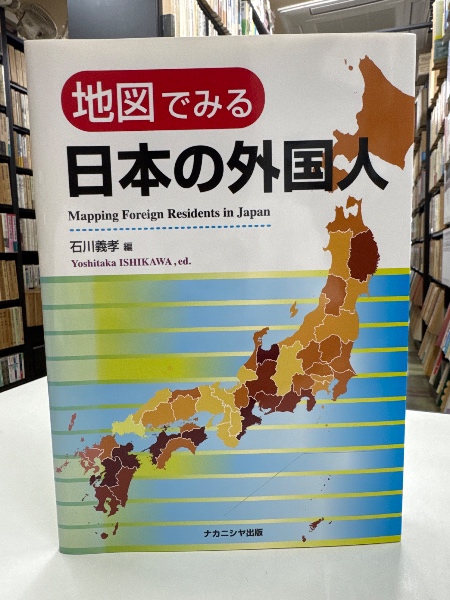 地図でみる
日本の外国人
Mapping Foreign Residents in Japan
石川義孝 編
Yoshitaka ISHIKAWA, ed.
ナカニシヤ出版